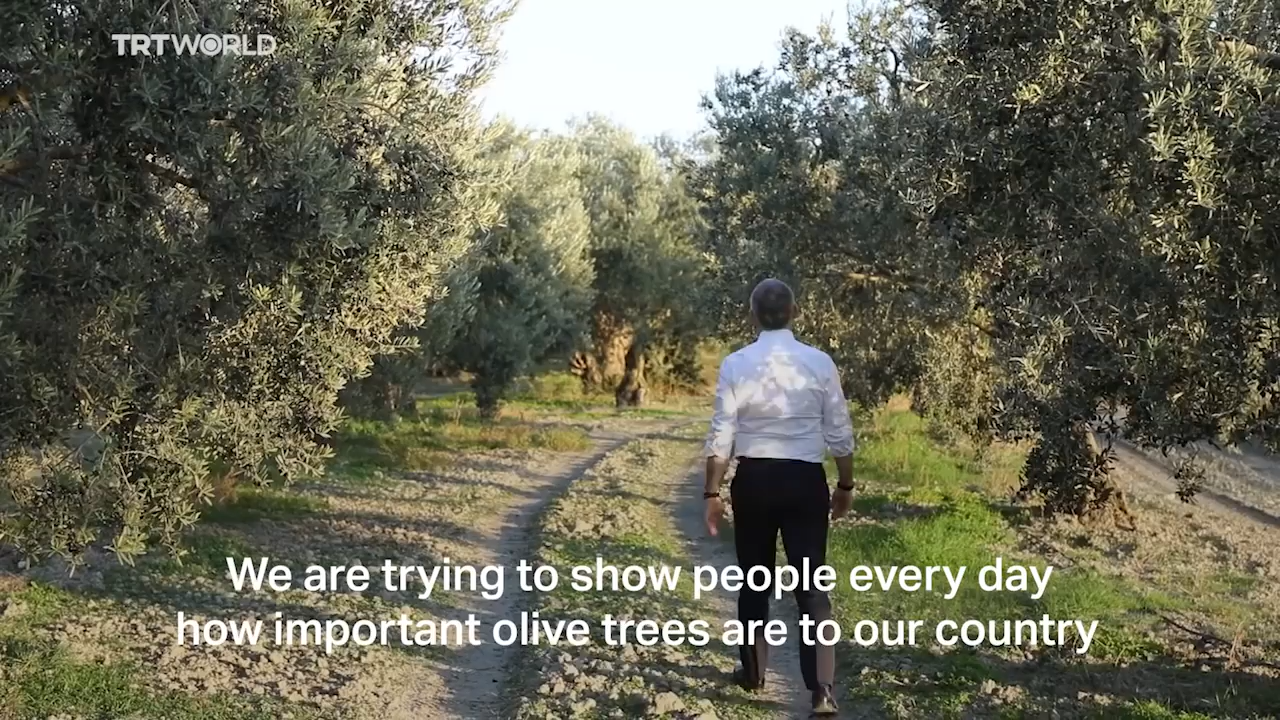 TRTWORLD
We are trying to show people every day
how important olive trees are to our country